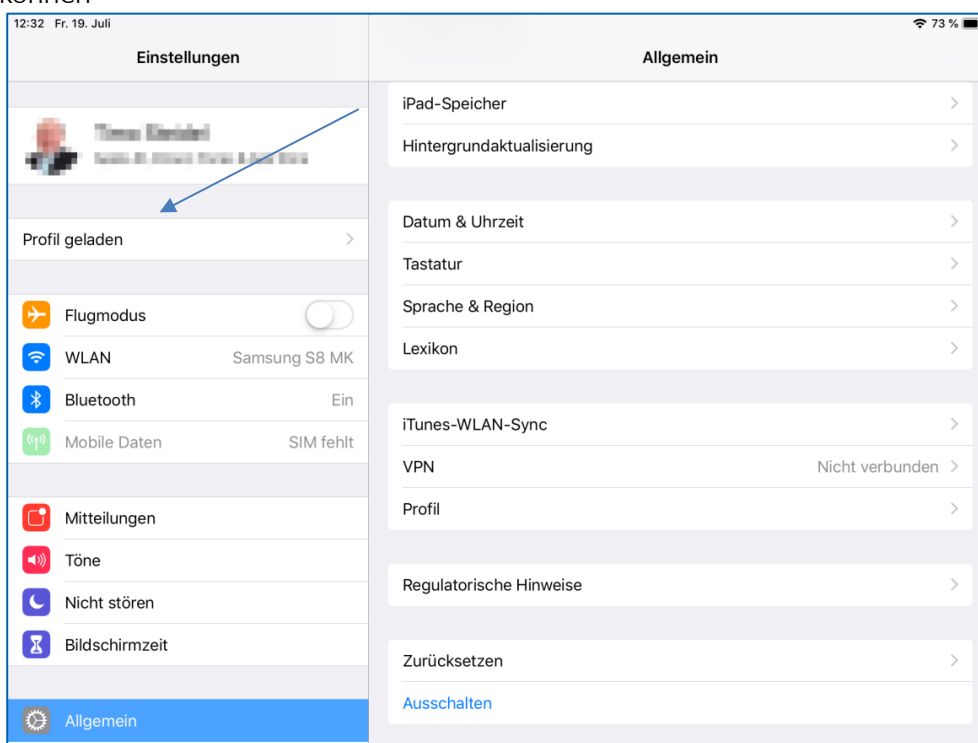 können
12:32 Fr. 19. Juli
73 %
Einstellungen
Profil geladen
Flugmodus
WLAN Samsung S8 MK
Bluetooth Ein
Mobile Daten SIM fehlt
Mitteilungen
Töne
Nicht stören
Bildschirmzeit
Allgemein
Allgemein
iPad-Speicher
Hintergrundaktualisierung
Datum & Uhrzeit
Tastatur
Sprache & Region
Lexikon
iTunes-WLAN-Sync
VPN Nicht verbunden
Profil
Regulatorische Hinweise
Zurücksetzen
Ausschalten